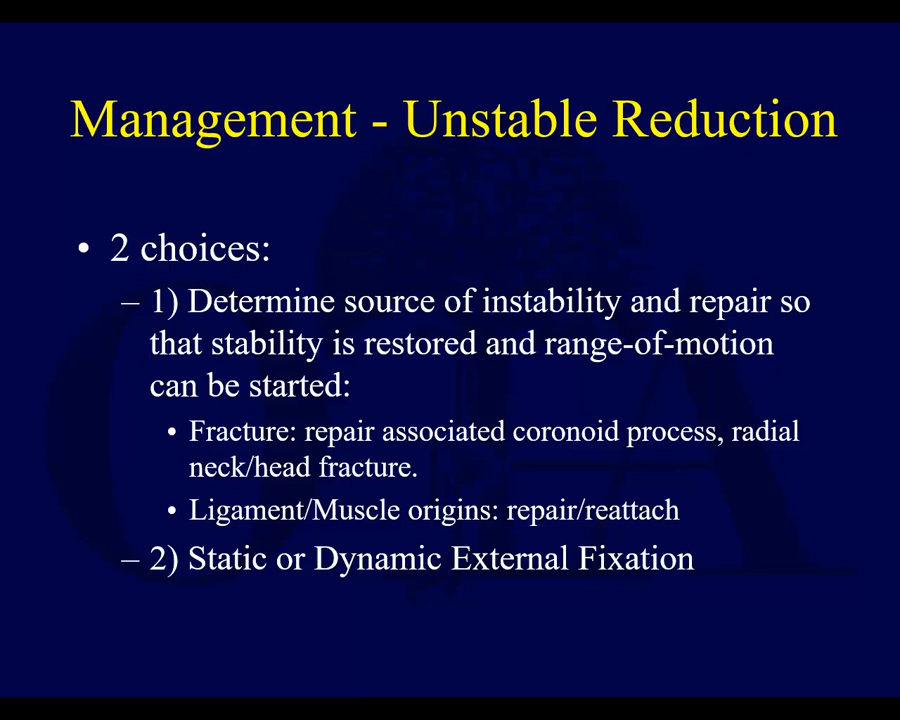 Management - Unstable Reduction
• 2 choices:
– 1) Determine source of instability and repair so
that stability is restored and range-of-motion
can be started:
• Fracture: repair associated coronoid process, radial
neck/head fracture.
• Ligament/Muscle origins: repair/reattach
– 2) Static or Dynamic External Fixation
OTA